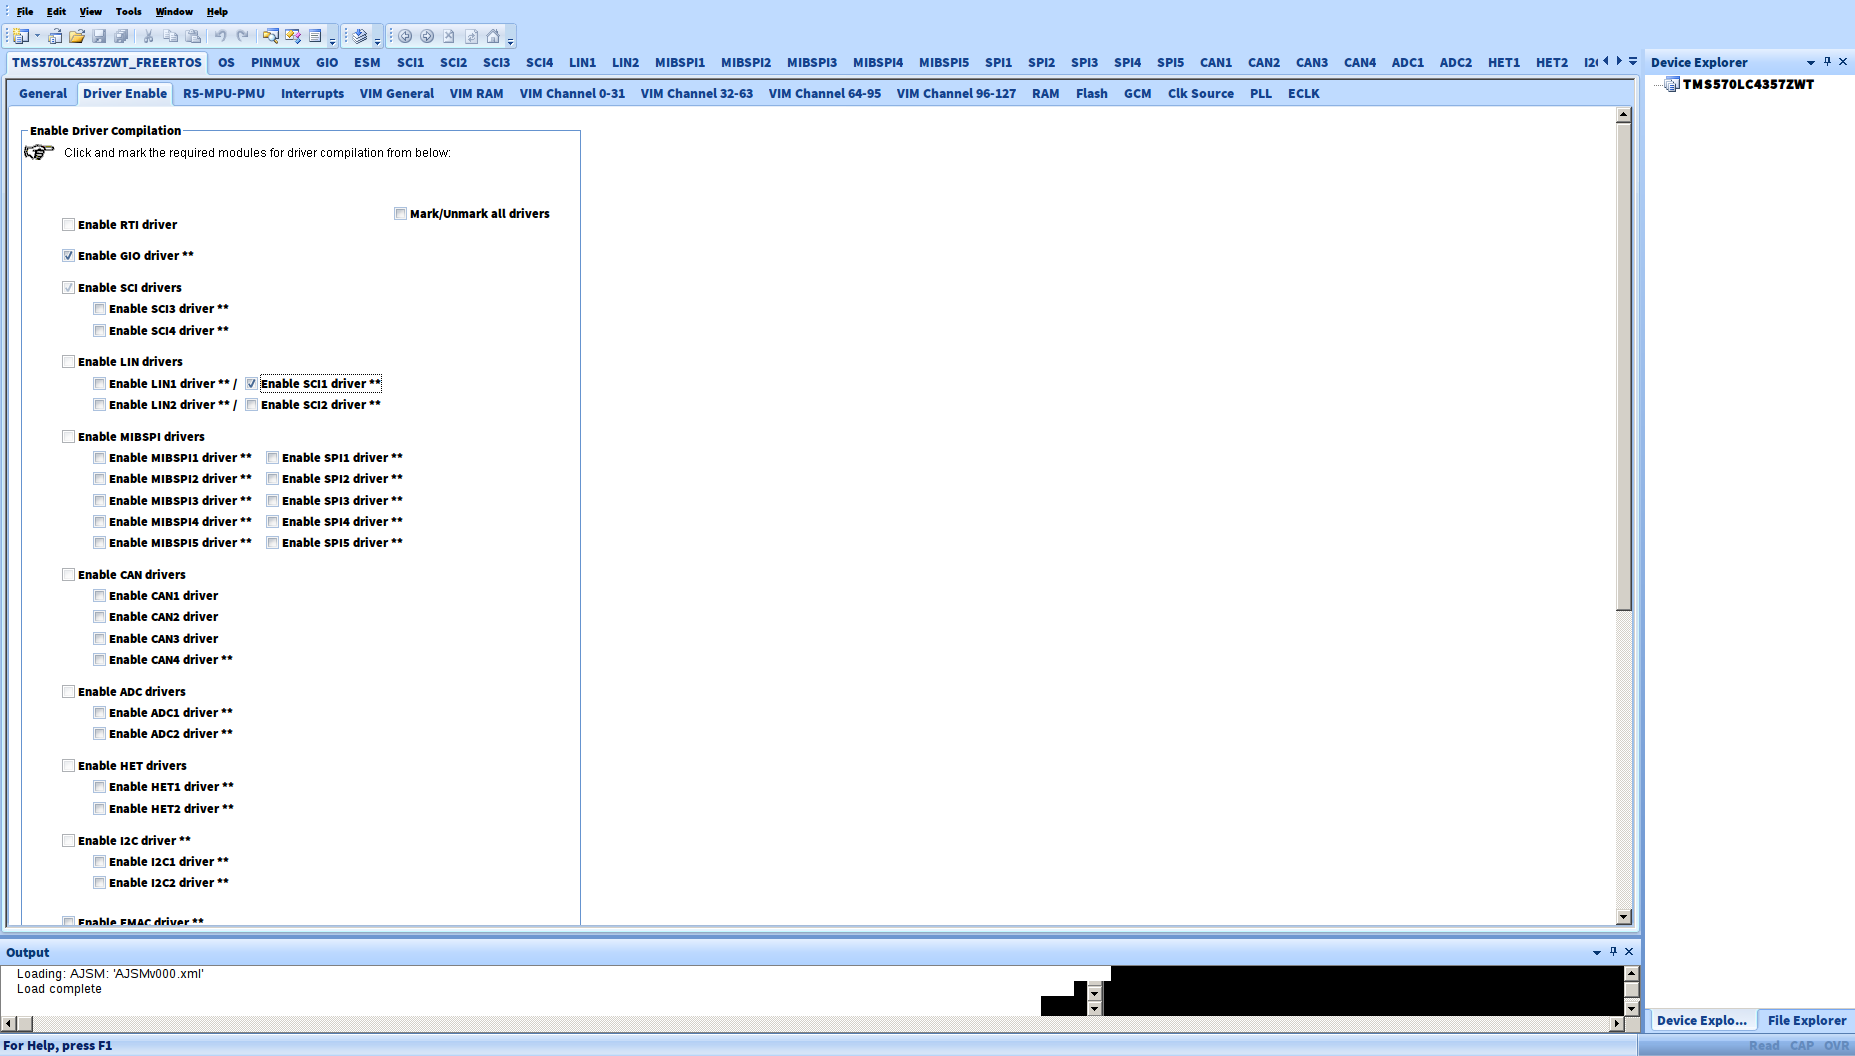 File Edit View Tools Window Help
TMS570LC4357ZWT_FREERTOS OS PINMUX GIO ESM SCI1 SCI2 SCI3 SCI4 LIN1 LIN2 MIBSPI1 MIBSPI2 MIBSPI3 MIBSPI4 MIBSPI5 SPI1 SPI2 SPI3 SPI4 SPI5 CAN1 CAN2 CAN3 CAN4 ADC1 ADC2 HET1 HET2
Device Explorer
TMS570LC4357ZWT
General Driver Enable R5-MPU-PMU Interrupts VIM General VIM RAM VIM Channel 0-31 VIM Channel 32-63 VIM Channel 64-95 VIM Channel 96-127 RAM Flash GCM Clk Source PLL ECLK
Enable Driver Compilation
Click and mark the required modules for driver compilation from below:
Mark/Unmark all drivers
Enable RTI driver
Enable GIO driver **
Enable SCI drivers
Enable SCI3 driver **
Enable SCI4 driver **
Enable LIN drivers
Enable LIN1 driver ** / Enable SCI1 driver **
Enable LIN2 driver ** / Enable SCI2 driver **
Enable MIBSPI drivers
Enable MIBSPI1 driver ** Enable SPI1 driver **
Enable MIBSPI2 driver ** Enable SPI2 driver **
Enable MIBSPI3 driver ** Enable SPI3 driver **
Enable MIBSPI4 driver ** Enable SPI4 driver **
Enable MIBSPI5 driver ** Enable SPI5 driver **
Enable CAN drivers
Enable CAN1 driver
Enable CAN2 driver
Enable CAN3 driver
Enable CAN4 driver **
Enable ADC drivers
Enable ADC1 driver **
Enable ADC2 driver **
Enable HET drivers
Enable HET1 driver **
Enable HET2 driver **
Enable I2C driver **
Enable I2C1 driver **
Enable I2C2 driver **
Enable EMAC driver **
Output
Loading: AJSM: 'AJSMv000.xml'
Load complete
Device Explo... File Explorer
For Help, press F1
Read CAP OVR